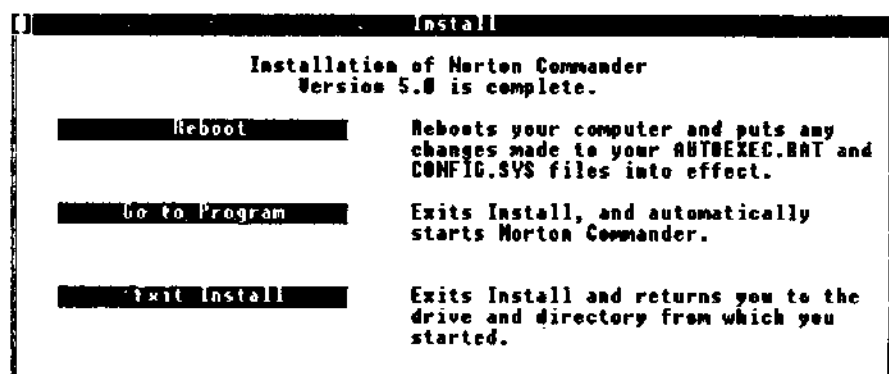 []
Install
Installation of Norton Commander
Version 5.0 is complete.
Reboot
Reboots your computer and puts any
changes made to your AUTOEXEC.BAT and
CONFIG.SYS files into effect.
Go to Program
Exits Install, and automatically
starts Norton Commander.
Exit Install
Exits Install and returns you to the
drive and directory from which you
started.